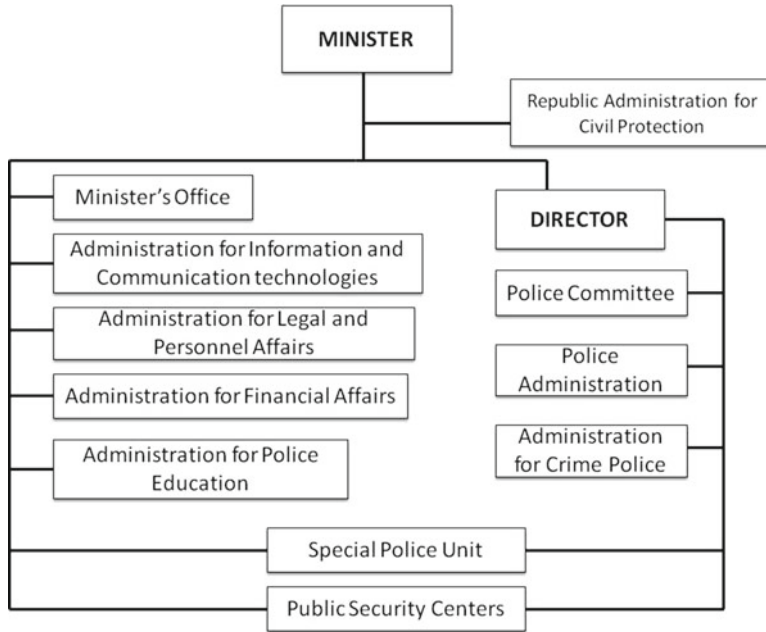 MINISTER
Republic Administration for
Civil Protection
Minister's Office
Administration for Information and
Communication technologies
Administration for Legal and
Personnel Affairs
Administration for Financial Affairs
Administration for Police
Education
DIRECTOR
Police Committee
Police
Administration
Administration
for Crime Police
Special Police Unit
Public Security Centers